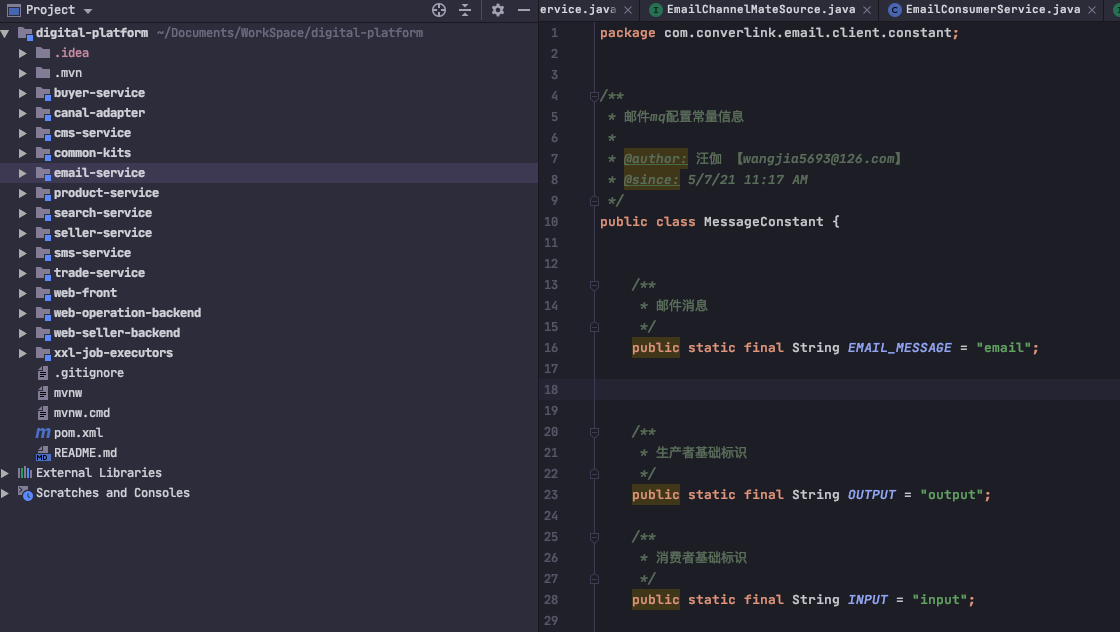 Project
digital-platform ~/Documents/WorkSpace/digital-platform
.idea
.mvn
buyer-service
canal-adapter
cms-service
common-kits
email-service
product-service
search-service
seller-service
sms-service
trade-service
web-front
web-operation-backend
web-seller-backend
xxl-job-executors
.gitignore
mvnw
mvnw.cmd
m pom.xml
MD README.md
External Libraries
Scratches and Consoles
ervice.java × I EmailChannelMateSource.java × C EmailConsumerService.java ×
1 package com.converlink.email.client.constant;
2
3
4 /**
5 * 邮件mq配置常量信息
6 *
7 * @author: 汪伽 【wangjia5693@126.com】
8 * @since: 5/7/21 11:17 AM
9 */
10 public class MessageConstant {
11
12
13 /**
14 * 邮件消息
15 */
16 public static final String EMAIL_MESSAGE = "email";
17
18
19
20 /**
21 * 生产者基础标识
22 */
23 public static final String OUTPUT = "output";
24
25 /**
26 * 消费者基础标识
27 */
28 public static final String INPUT = "input";
29